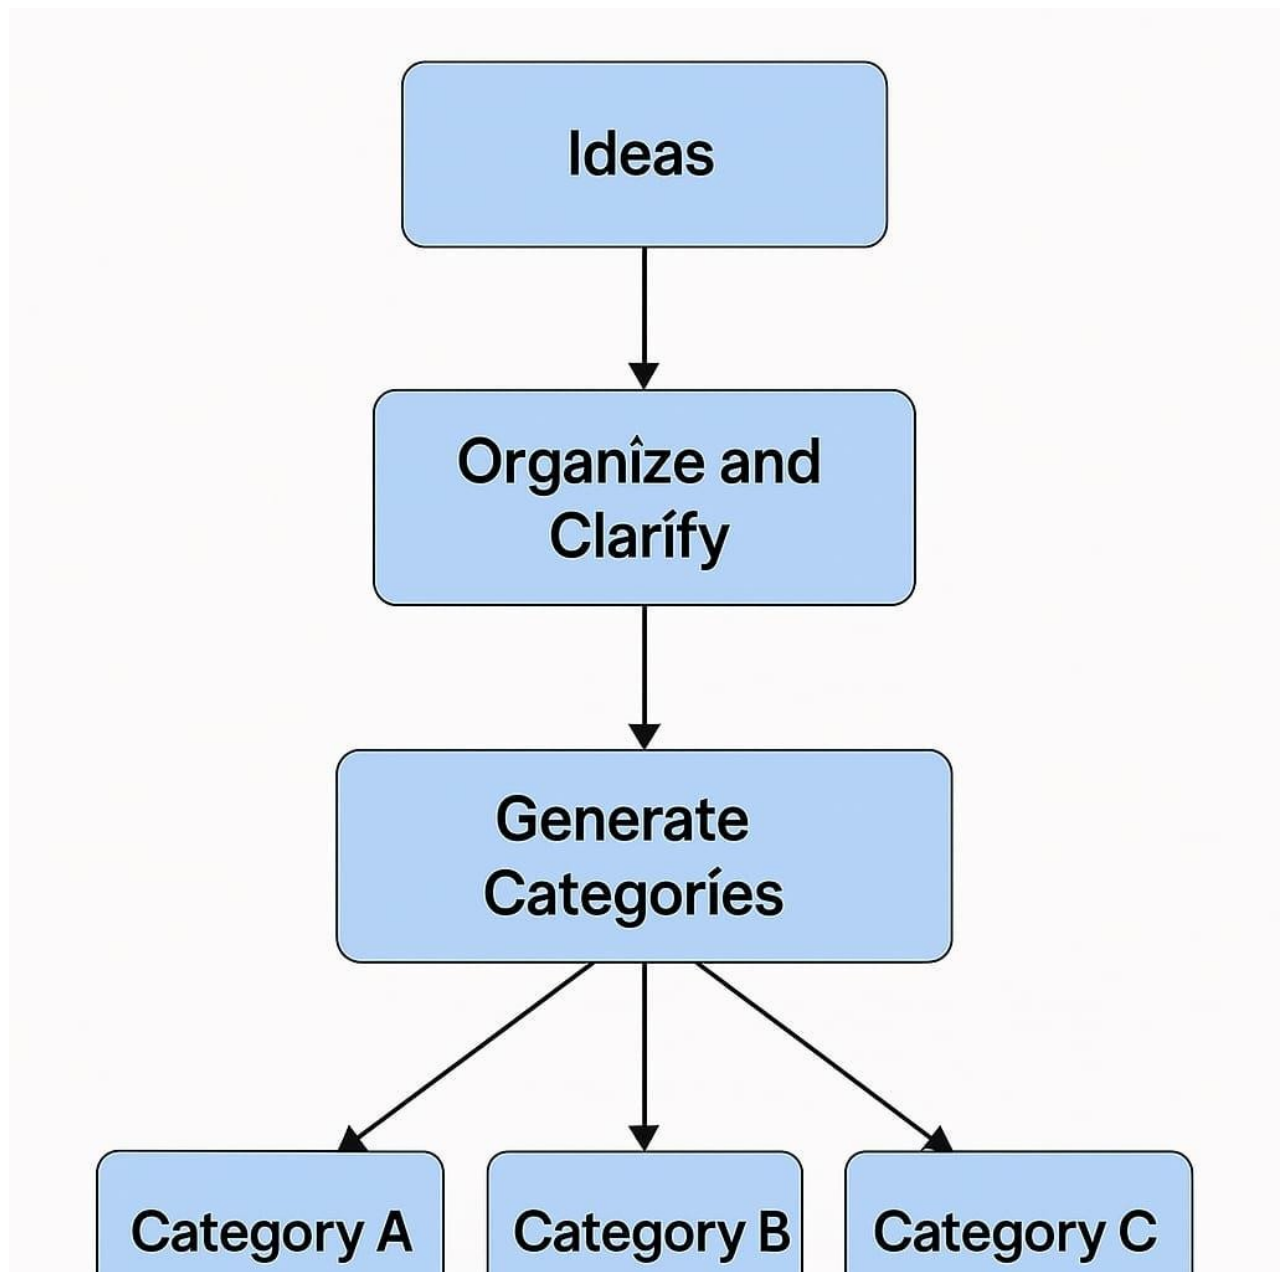 Ideas
Organîze and
Clarífy
Generate
Categoríes
Category A
Category B
Category C